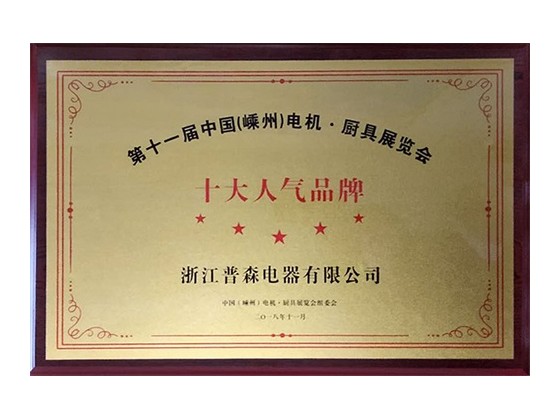 第十一届中国(嵊州)电机·厨具展览会
十大人气品牌
浙江普森电器有限公司
中国(嵊州)电机·厨具展览会组委会
二〇一八年十一月